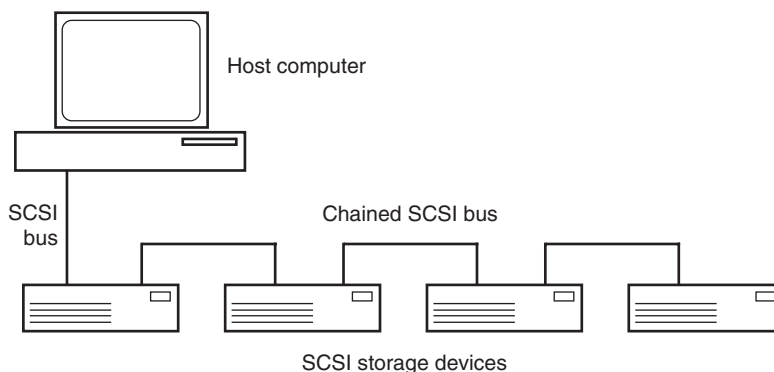 Host computer
SCSI
bus
Chained SCSI bus
SCSI storage devices